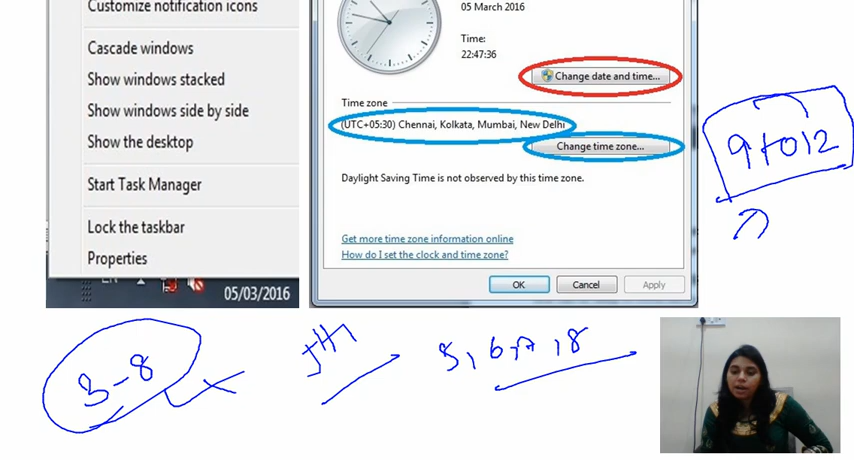 Customize notification icons
Cascade windows
Show windows stacked
Show windows side by side
Show the desktop
Start Task Manager
Lock the taskbar
Properties
05/03/2016
05 March 2016
Time:
22:47:36
Change date and time...
Time zone
(UTC+05:30) Chennai, Kolkata, Mumbai, New Delhi
Change time zone...
Daylight Saving Time is not observed by this time zone.
Get more time zone information online
How do I set the clock and time zone?
OK
Cancel
Apply
9 to 12
3-8
5, 6, 7, 8